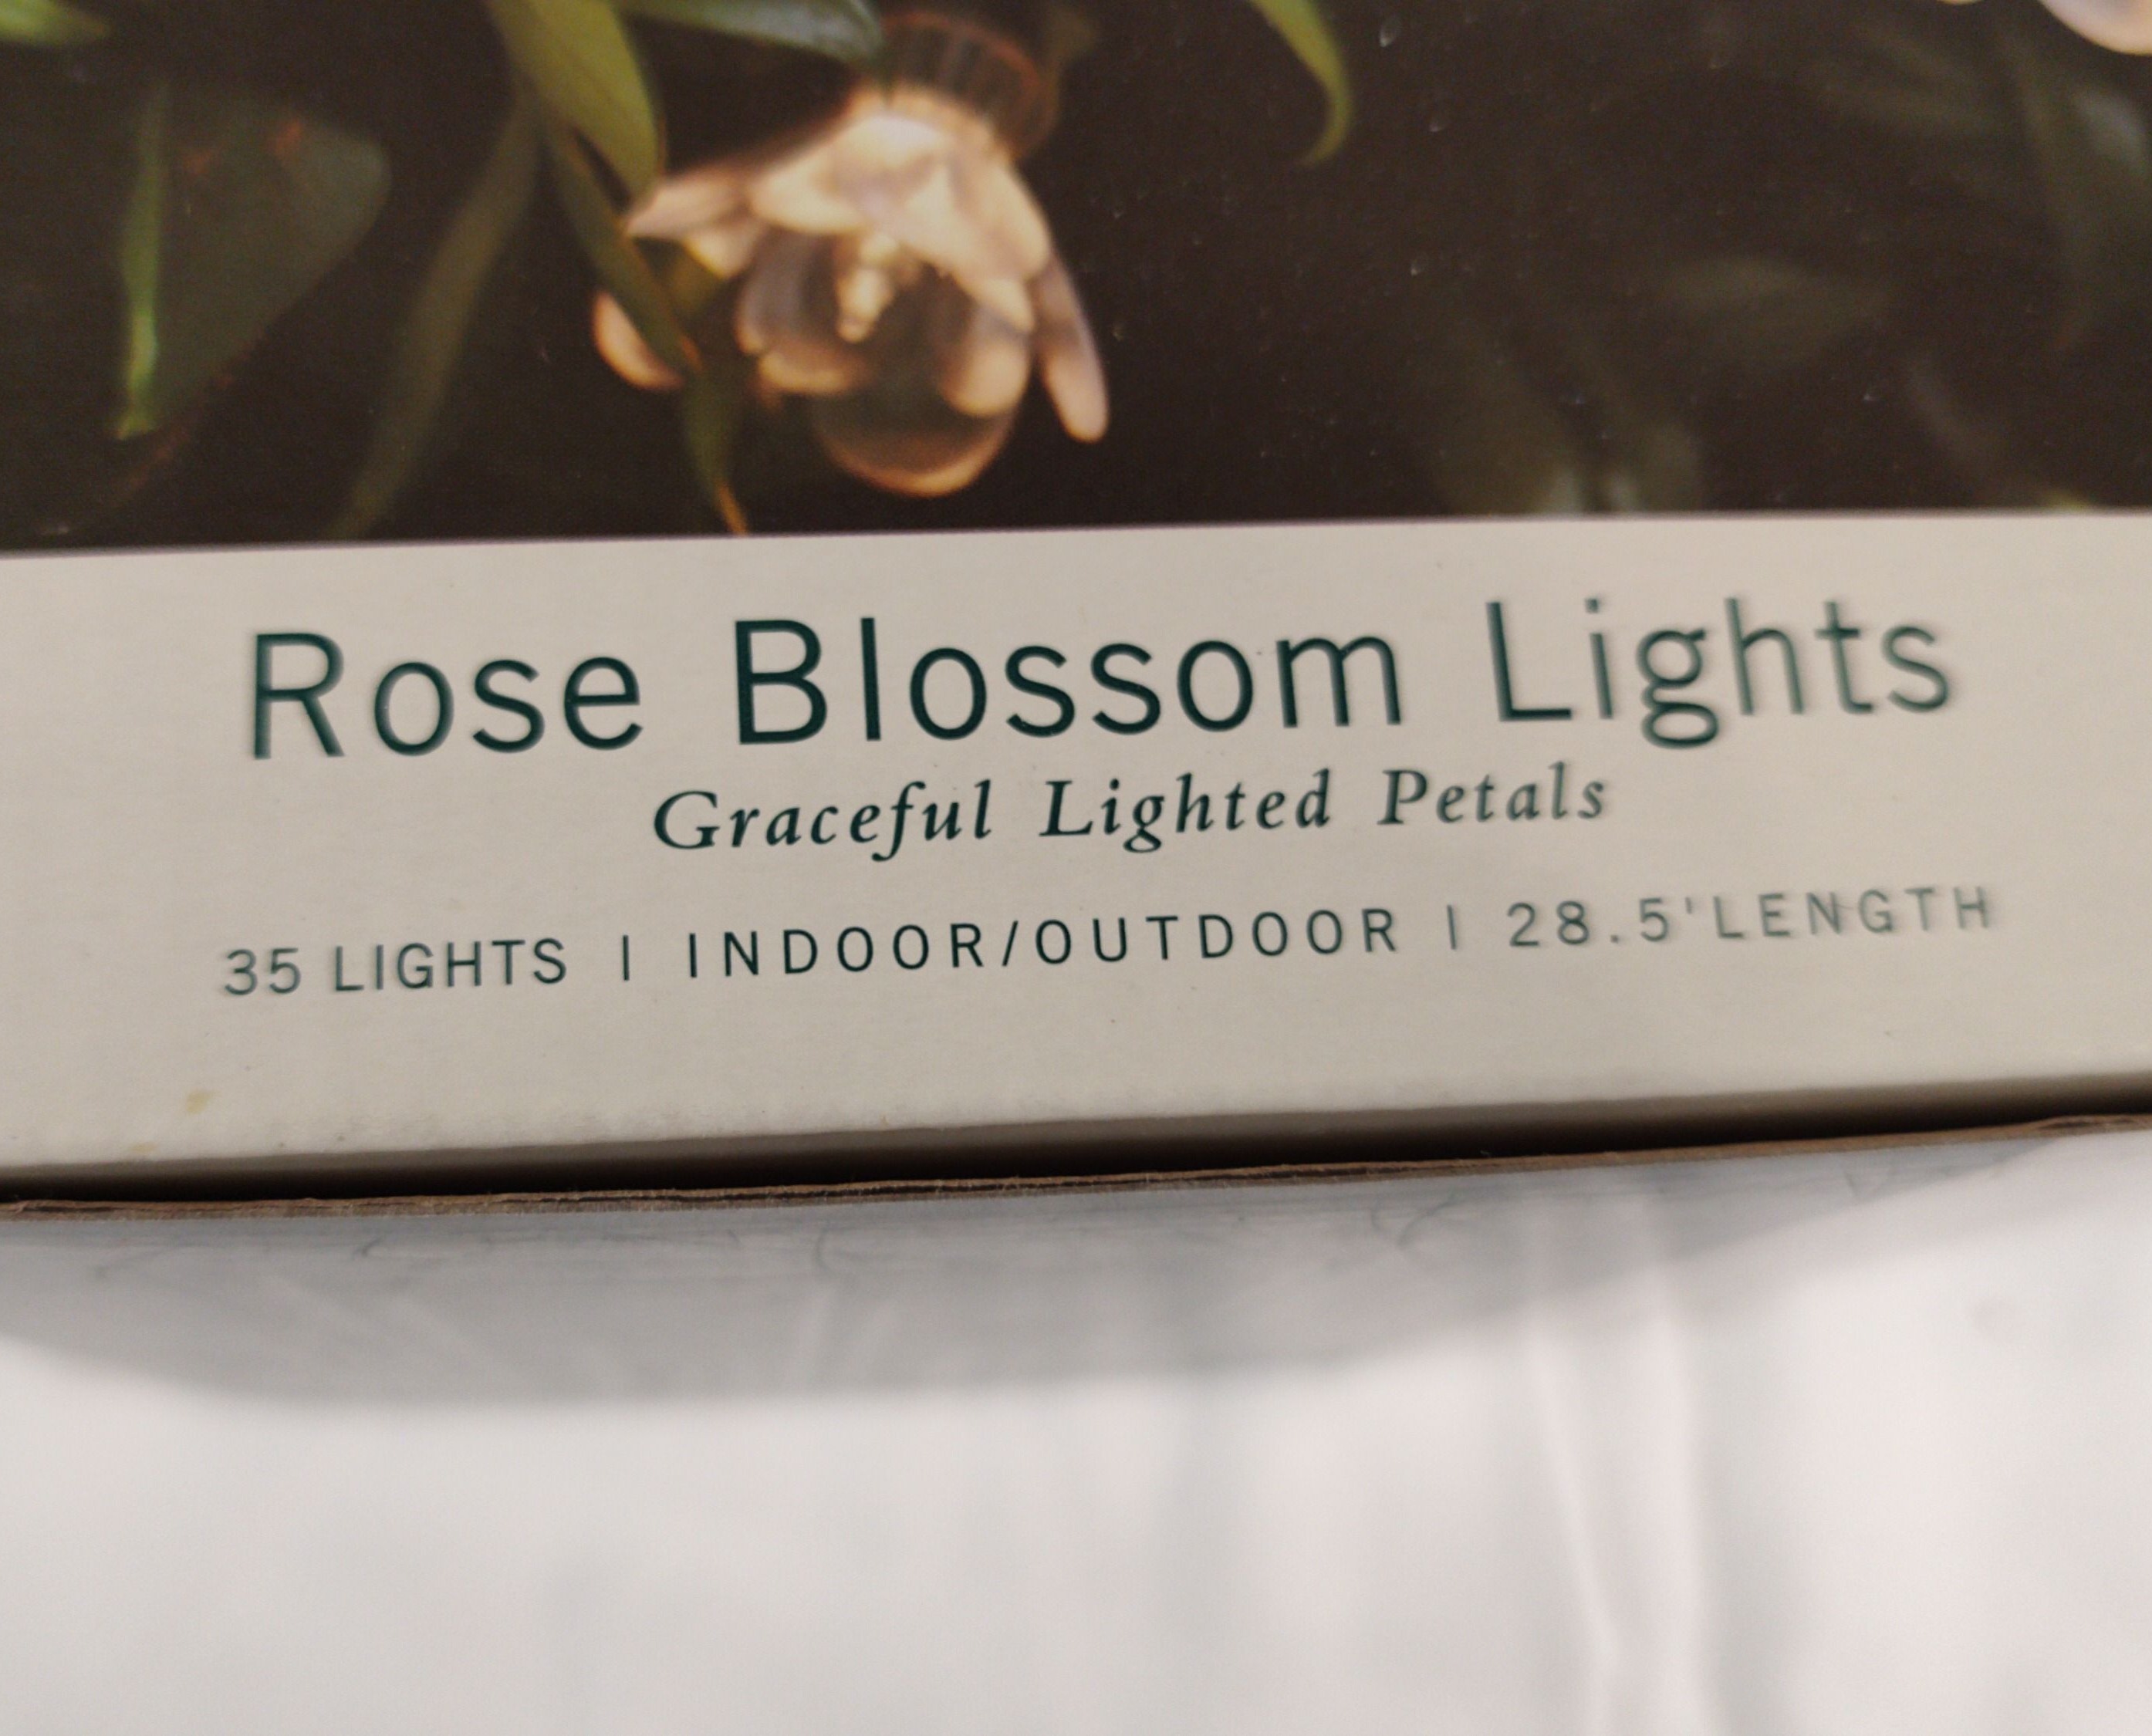 Rose Blossom Lights
Graceful Lighted Petals
35 LIGHTS | INDOOR/OUTDOOR | 28.5'LENGTH